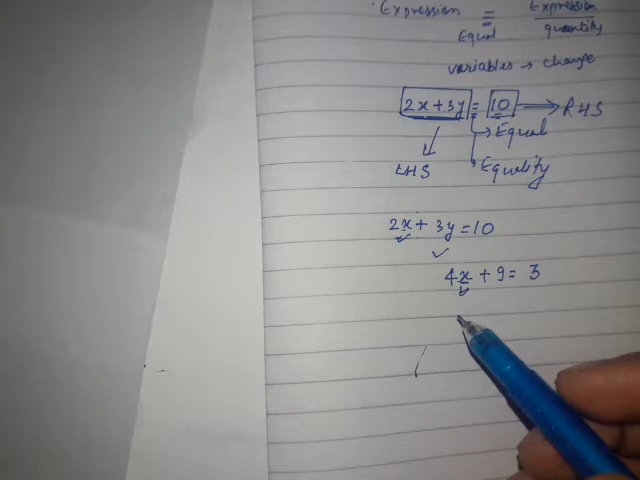 Expression = Expression
Equal quantity
variables → change
2x+3y = 10 → RHS
→ Equal
LHS → Equality
2x + 3y = 10
4x + 9 = 3